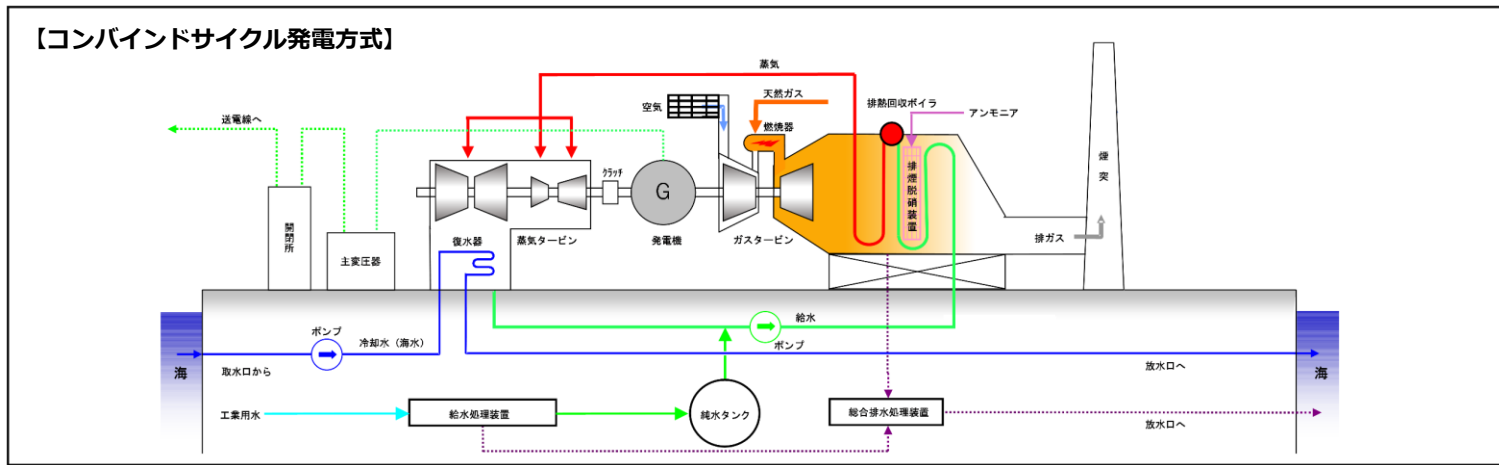 【コンバインドサイクル発電方式】
蒸気
天然ガス
空気
排熱回収ボイラ
アンモニア
送電線へ
燃焼器
クラッチ
G
排煙脱硝装置
煙突
開閉所
主変圧器
復水器
蒸気タービン
発電機
ガスタービン
排ガス
ポンプ
給水
冷却水（海水）
ポンプ
海
取水口から
放水口へ
海
工業用水
給水処理装置
純水タンク
総合排水処理装置
放水口へ